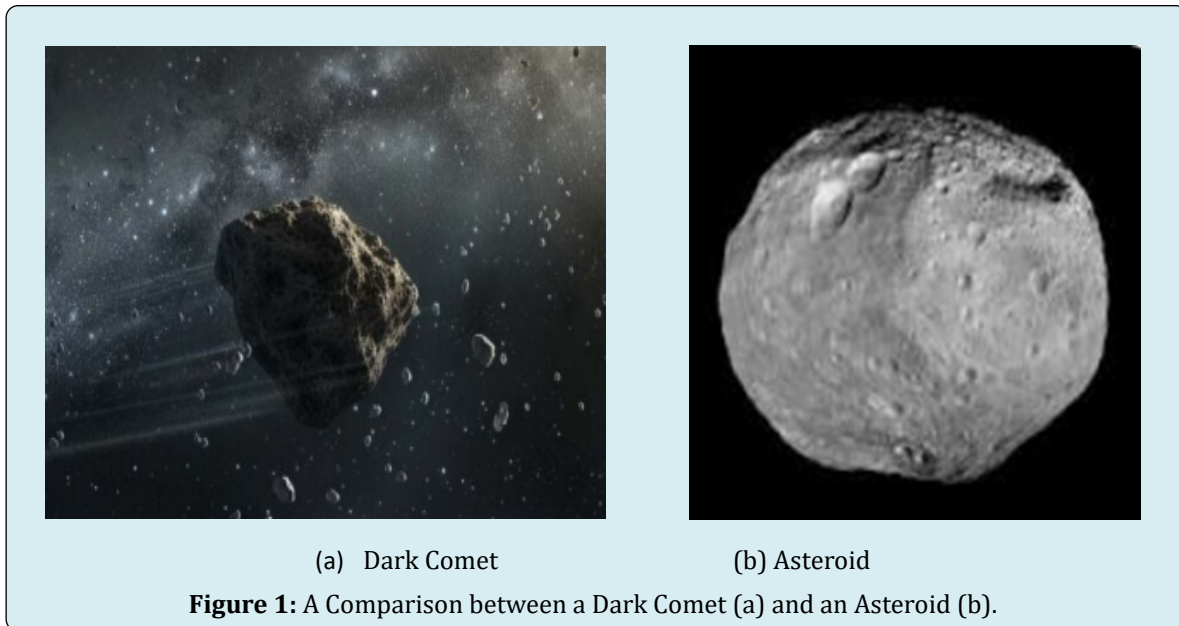 (a) Dark Comet (b) Asteroid
Figure 1: A Comparison between a Dark Comet (a) and an Asteroid (b).